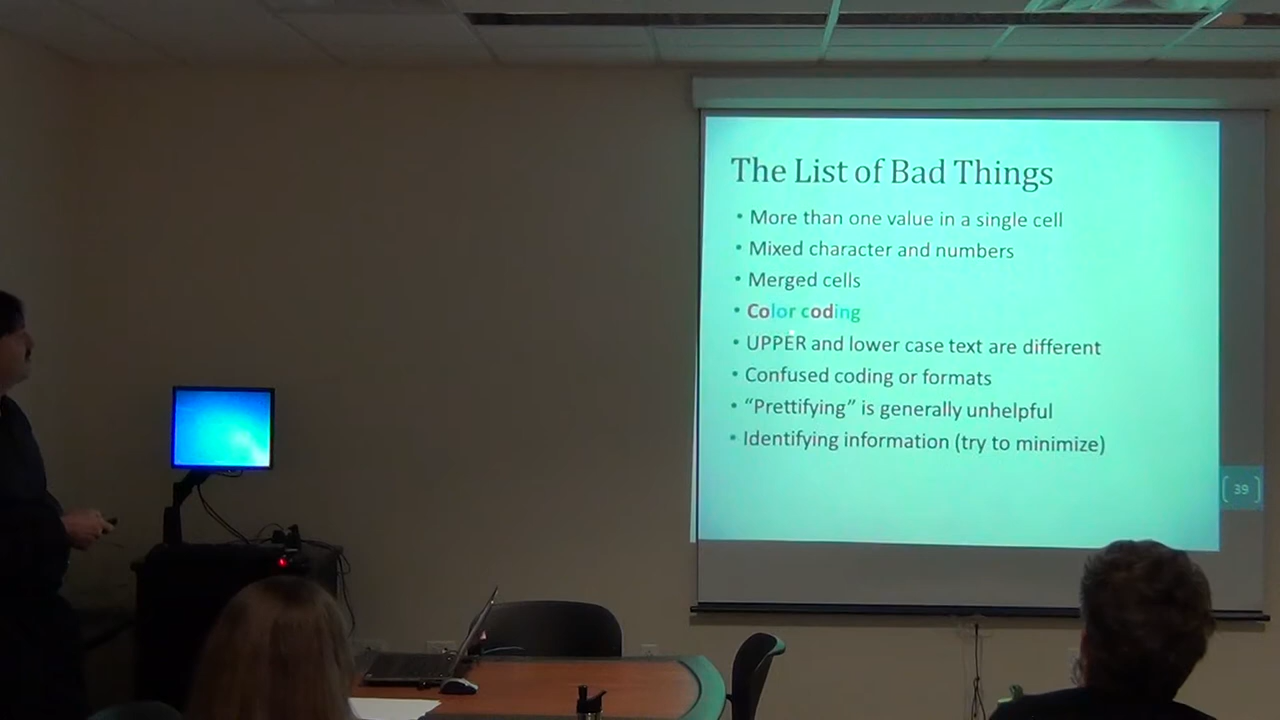 The List of Bad Things
• More than one value in a single cell
• Mixed character and numbers
• Merged cells
• Color coding
• UPPER and lower case text are different
• Confused coding or formats
• “Prettifying” is generally unhelpful
• Identifying information (try to minimize)
[ 39 ]